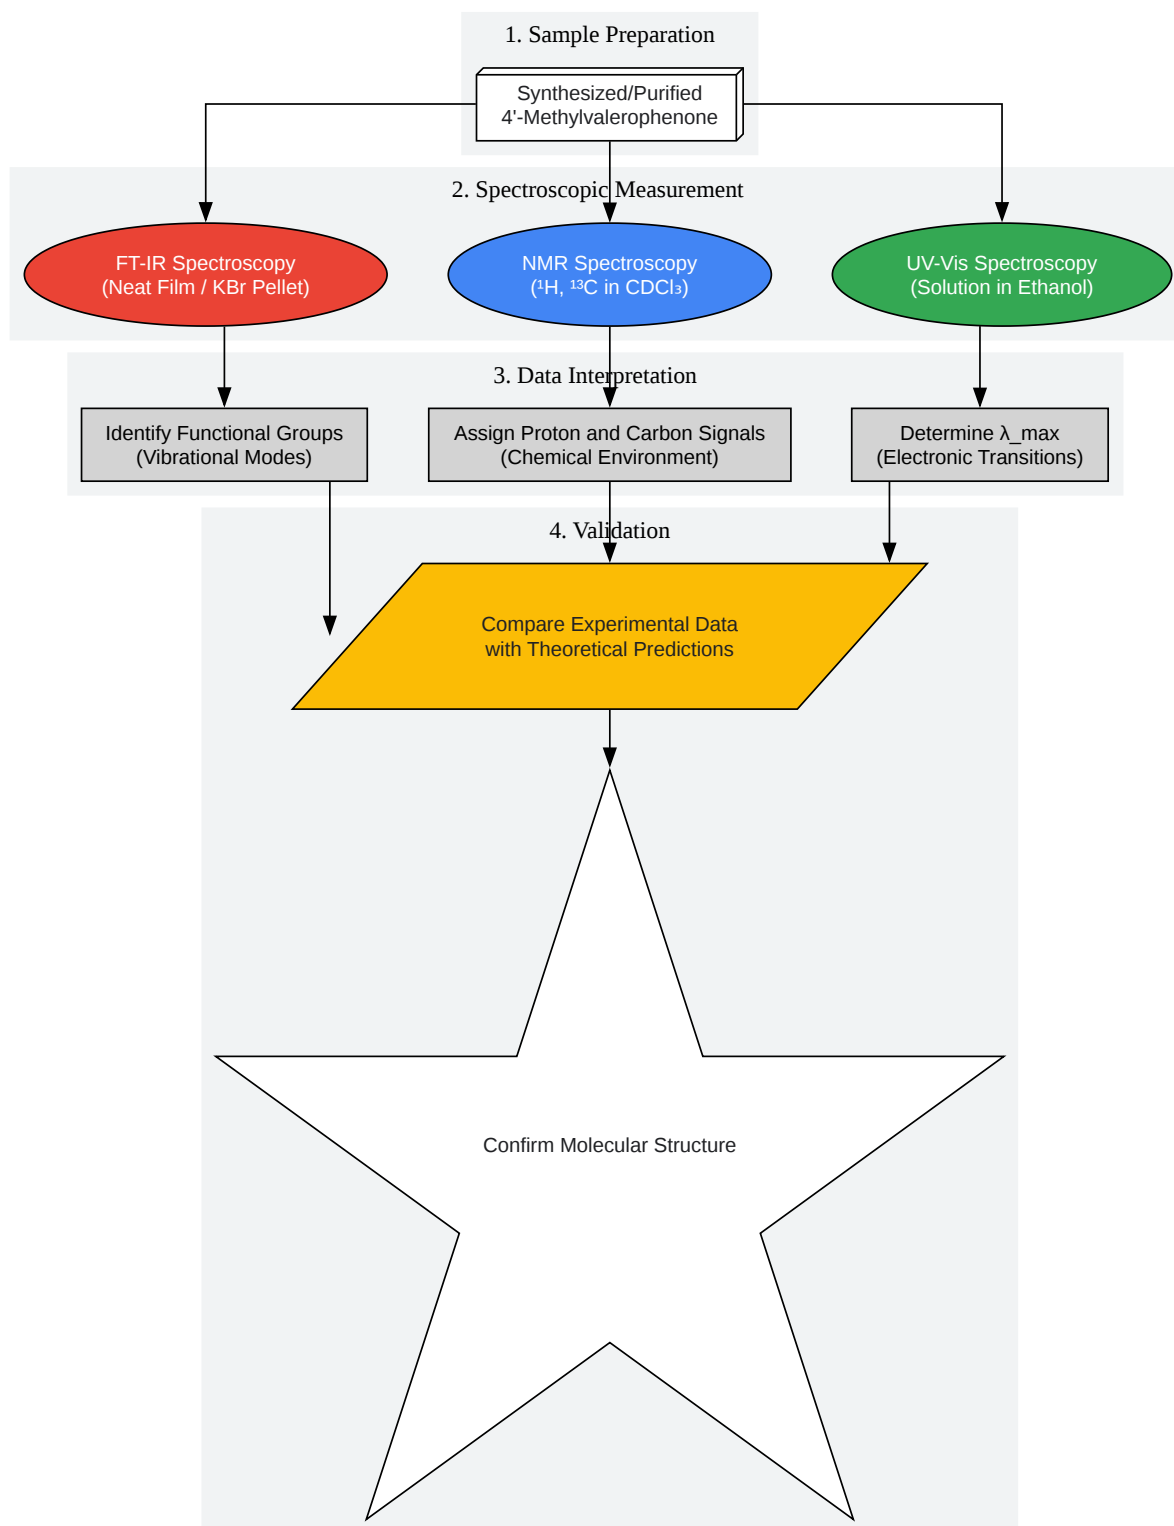 1. Sample Preparation
Synthesized/Purified
4'-Methylvalerophenone
2. Spectroscopic Measurement
FT-IR Spectroscopy
(Neat Film / KBr Pellet)
NMR Spectroscopy
(¹H, ¹³C in CDCl₃)
UV-Vis Spectroscopy
(Solution in Ethanol)
3. Data Interpretation
Identify Functional Groups
(Vibrational Modes)
Assign Proton and Carbon Signals
(Chemical Environment)
Determine λ_max
(Electronic Transitions)
4. Validation
Compare Experimental Data
with Theoretical Predictions
Confirm Molecular Structure